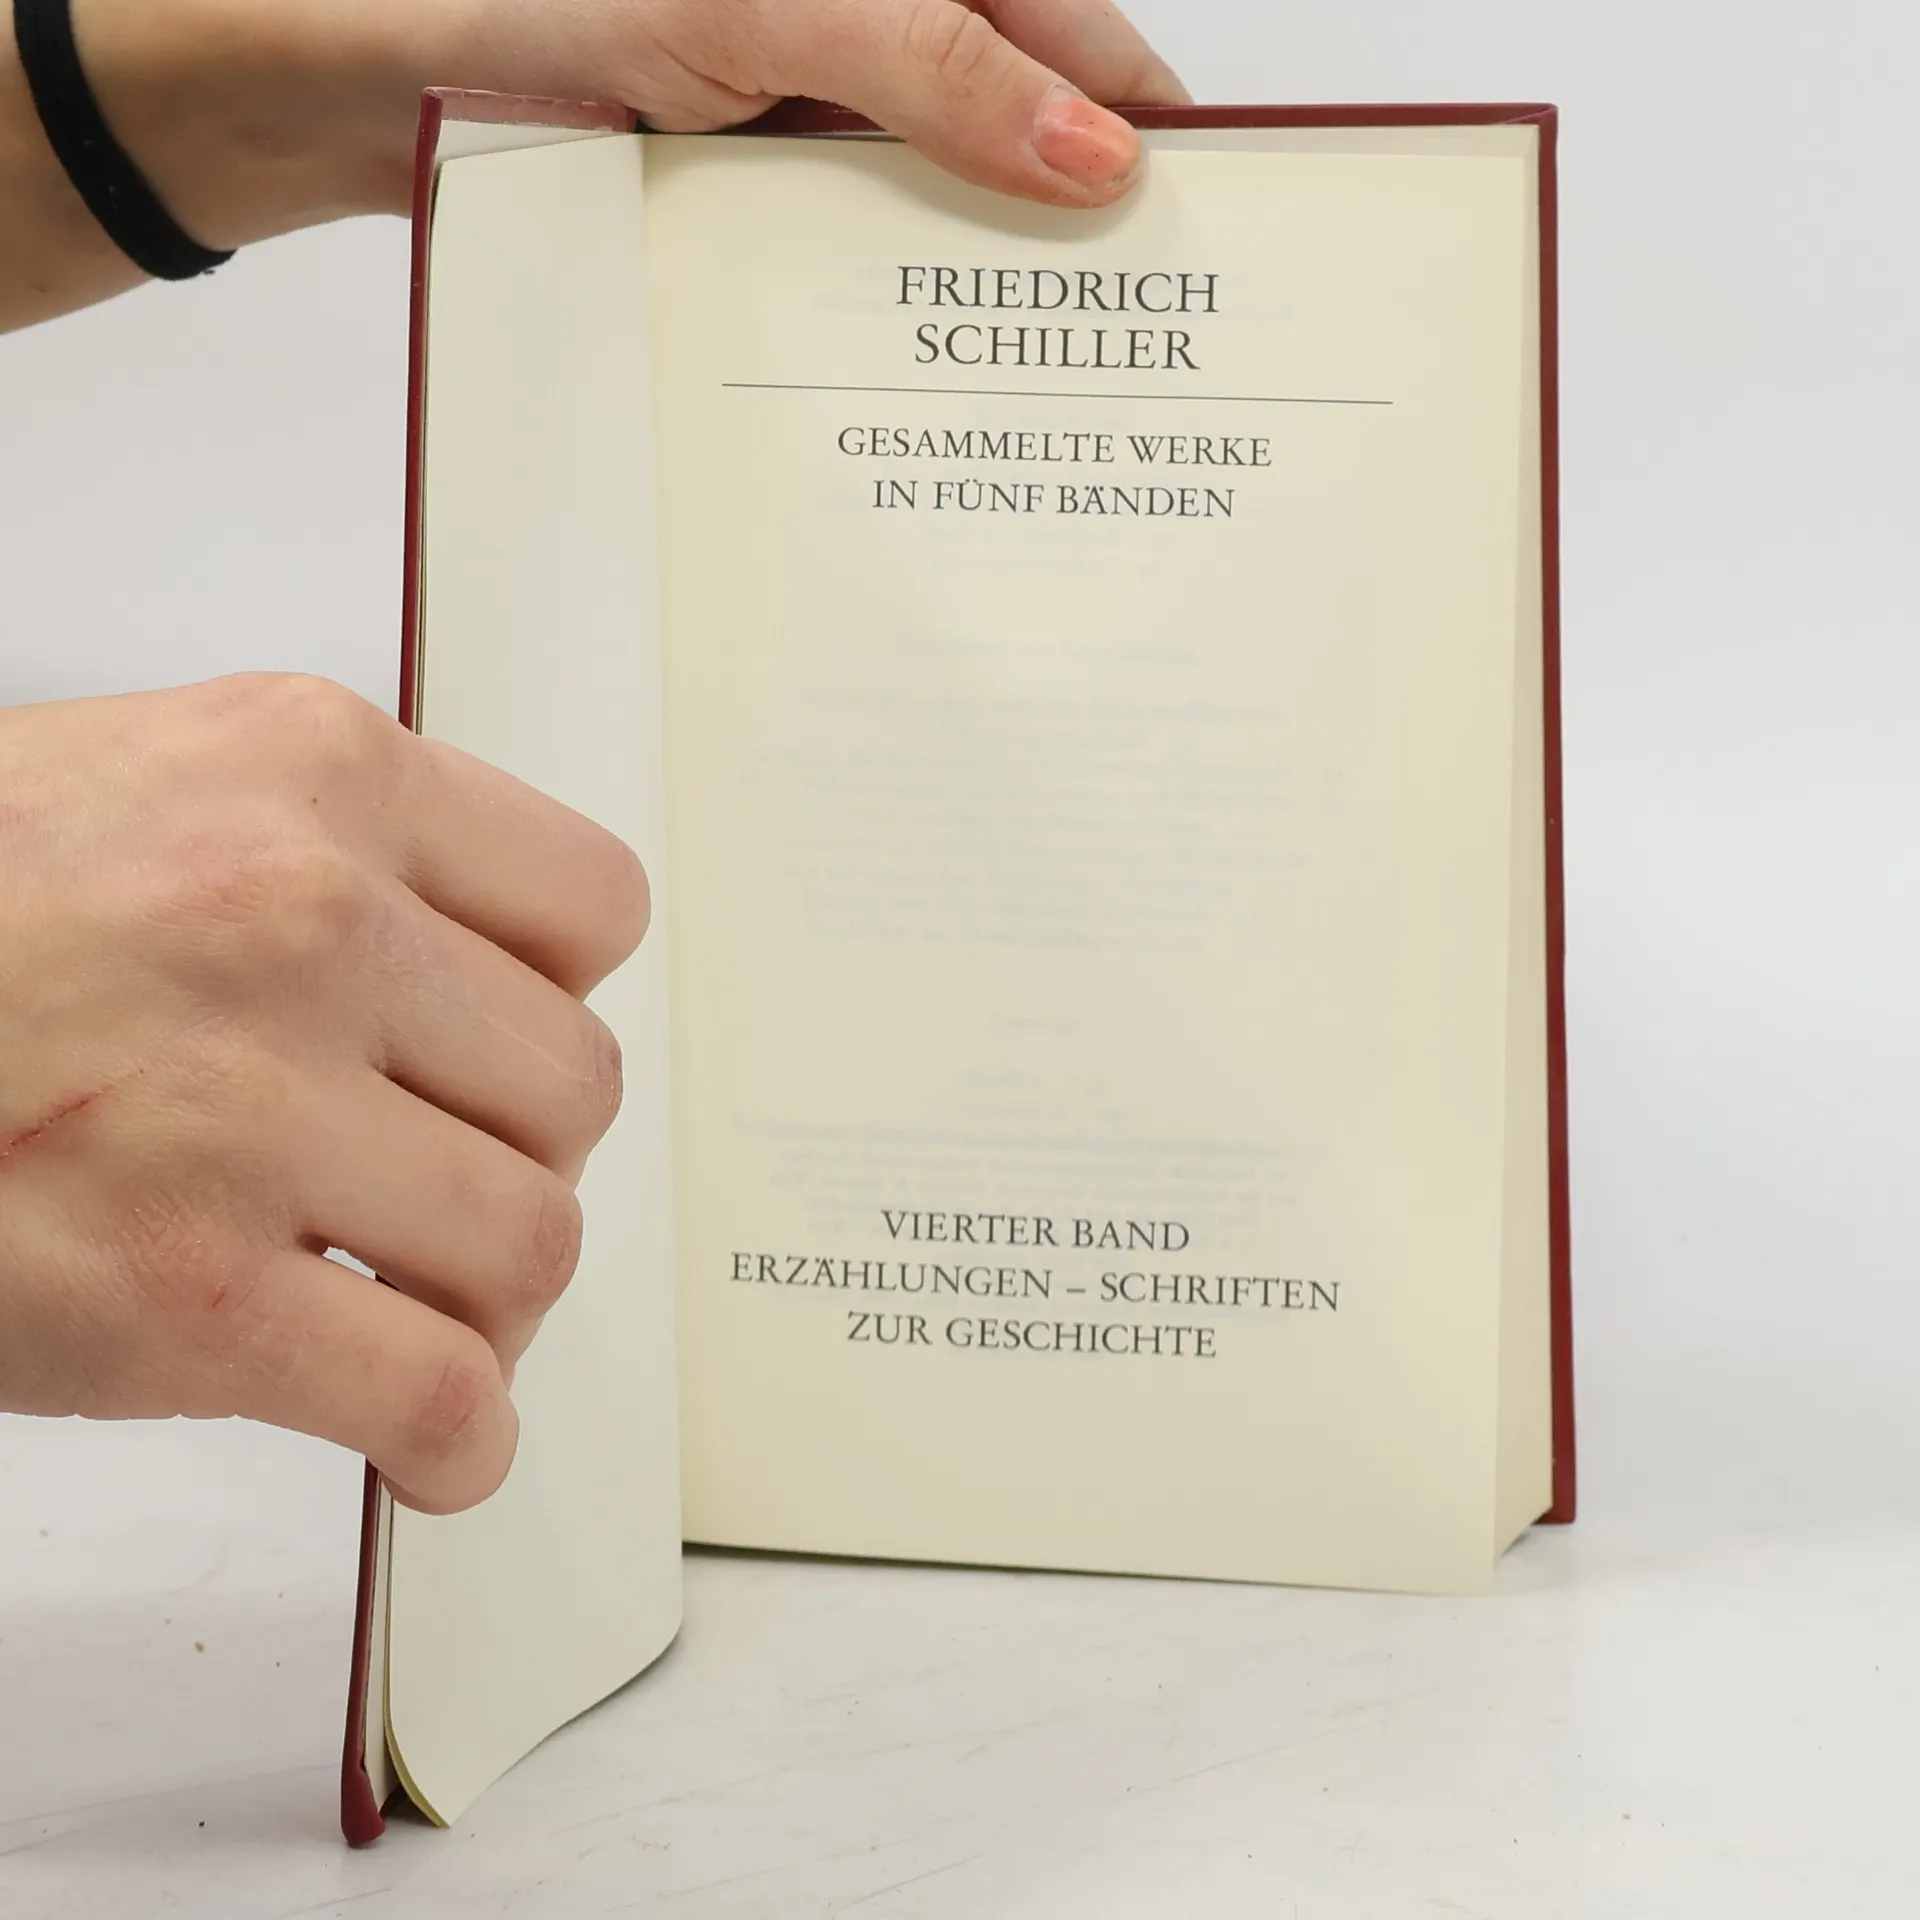 FRIEDRICH
SCHILLER
GESAMMELTE WERKE
IN FÜNF BÄNDEN
VIERTER BAND
ERZÄHLUNGEN – SCHRIFTEN
ZUR GESCHICHTE